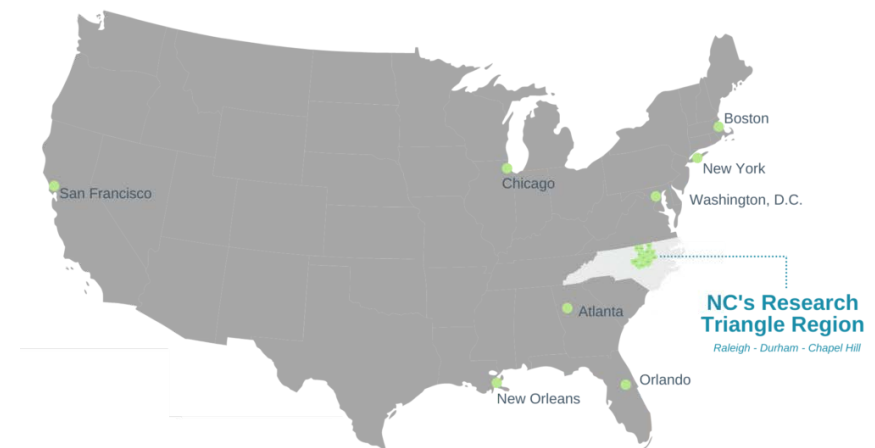 Boston
New York
Chicago
San Francisco
Washington, D.C.
NC's Research
Triangle Region
Raleigh - Durham - Chapel Hill
Atlanta
Orlando
New Orleans